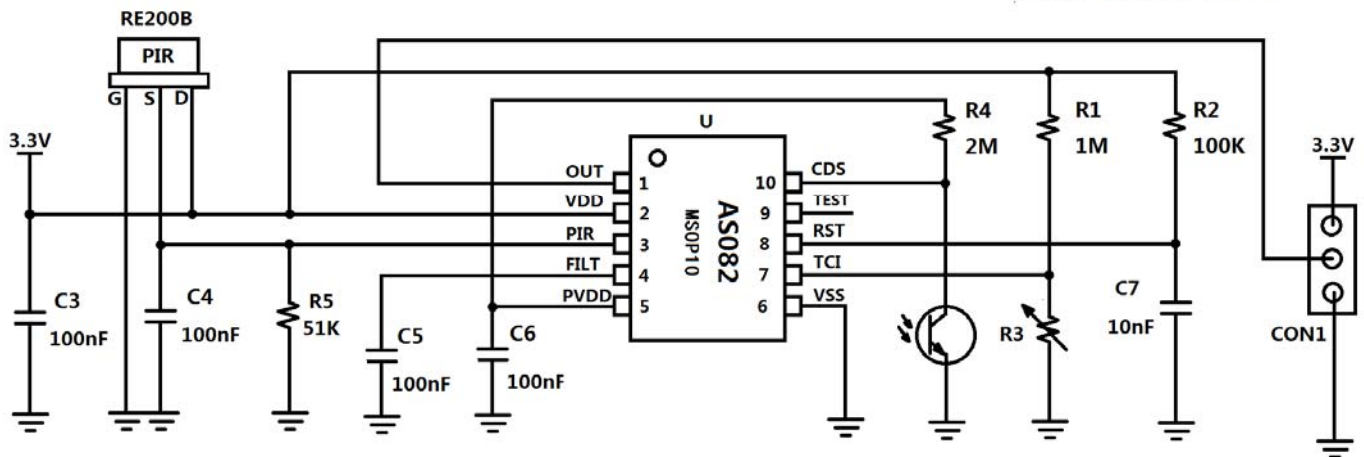 RE200B
PIR
G S D
3.3V
C3
100nF
C4
100nF
R5
51K
C5
100nF
C6
100nF
U
AS082
MSOP10
OUT 1
VDD 2
PIR 3
FILT 4
PVDD 5
10 CDS
9 TEST
8 RST
7 TCI
6 VSS
R4
2M
R1
1M
R2
100K
R3
C7
10nF
3.3V
CON1